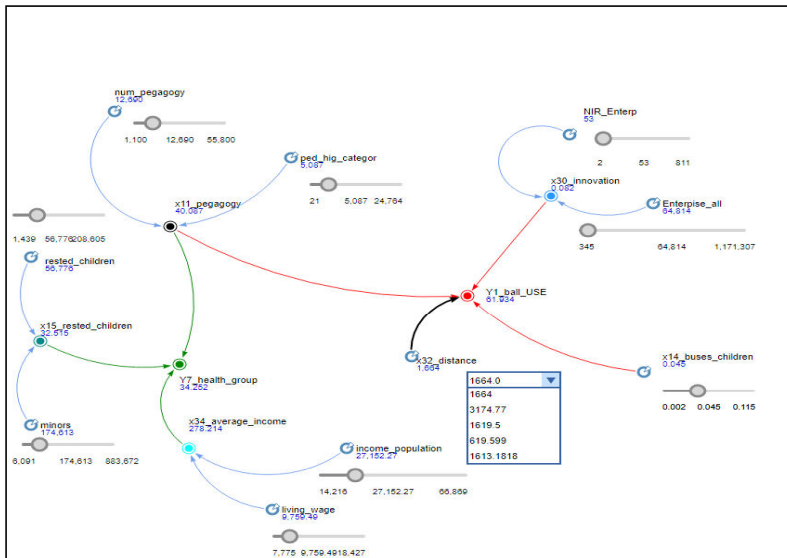 num_pegagogy
12,690
1.100 12,690 55,800
NIR_Enterp
53
2 53 811
ped_hig_categor
5,087
21 5,087 24,764
x30_innovation
0.082
Enterpise_all
64,814
345 64,814 1,171,307
x11_pegagogy
40.087
1,439 56,776208,605
rested_children
56,776
Y1_ball_USE
61.934
x15_rested_children
32.515
x32_distance
1,664
x14_buses_children
0.045
0.002 0.045 0.115
Y7_health_group
34.252
1664.0
1664
3174.77
1619.5
619.599
1613.1818
minors
174,613
6,091 174,613 883,672
x34_average_income
278.214
income_population
27,152.27
14,216 27,152.27 66,869
living_wage
9,759.49
7,775 9,759.4918,427